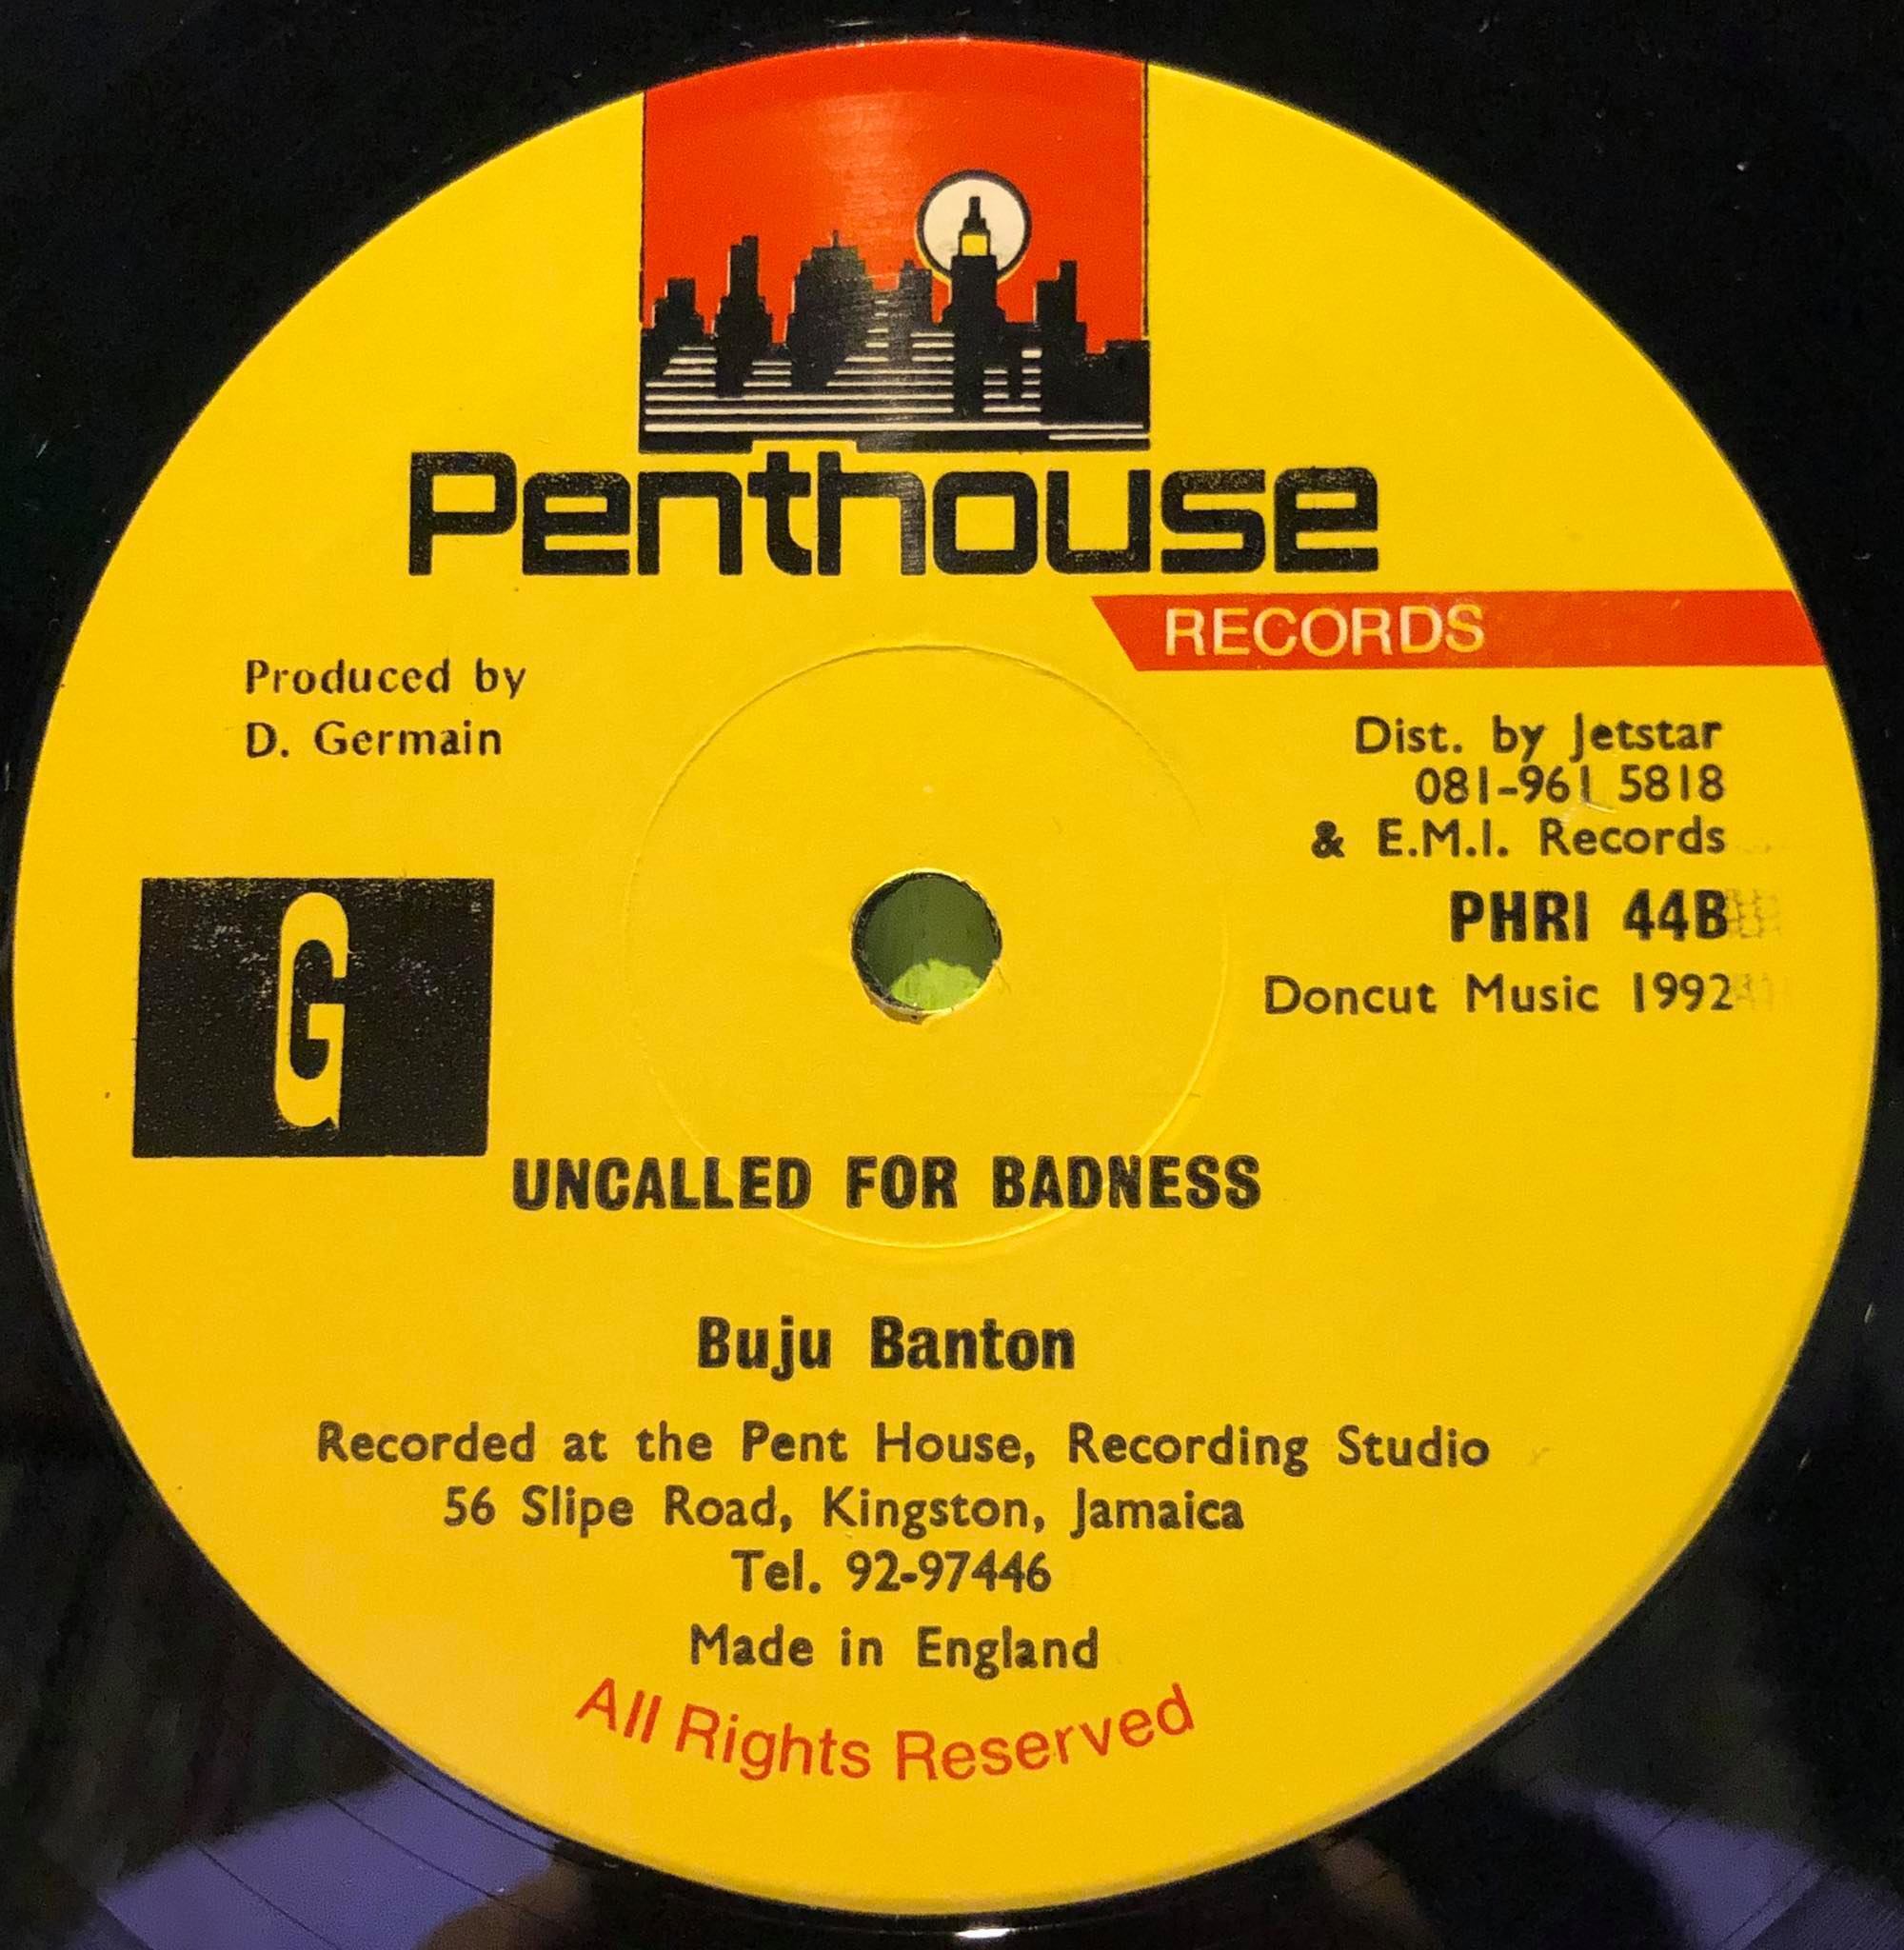 Penthouse
RECORDS
Produced by
D. Germain
Dist. by Jetstar
081-961 5818
& E.M.I. Records
PHRI 44B
Doncut Music 1992
G
UNCALLED FOR BADNESS
Buju Banton
Recorded at the Pent House, Recording Studio
56 Slipe Road, Kingston, Jamaica
Tel. 92-97446
Made in England
All Rights Reserved